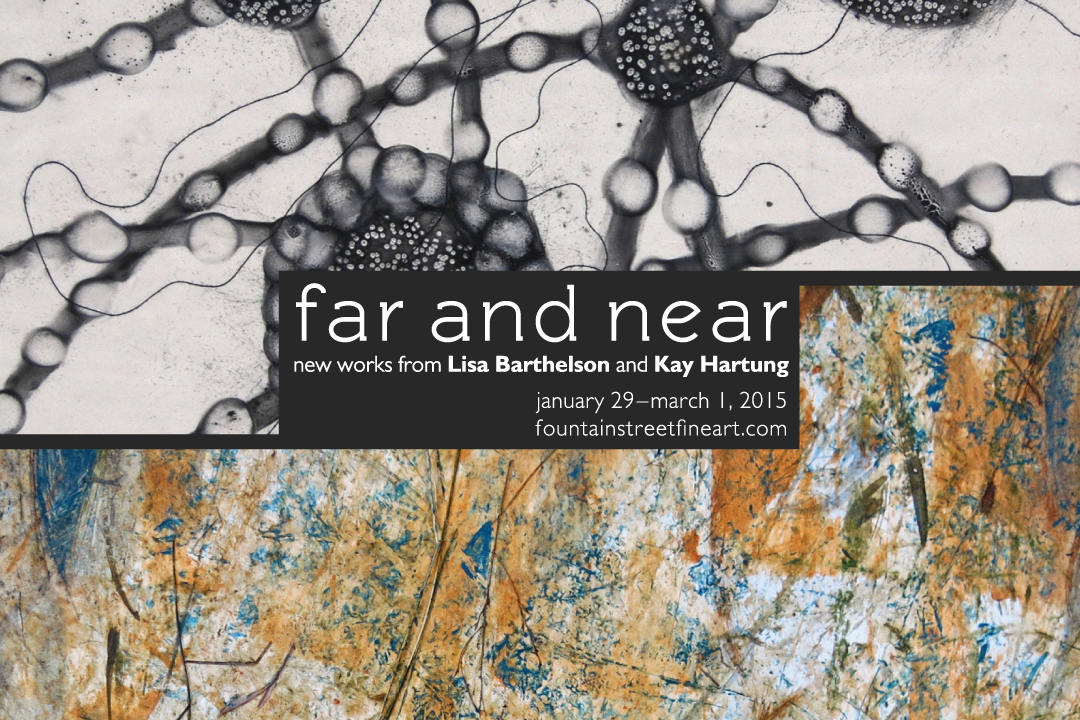 far and near
new works from Lisa Barthelson and Kay Hartung
january 29–march 1, 2015
fountainstreetfineart.com